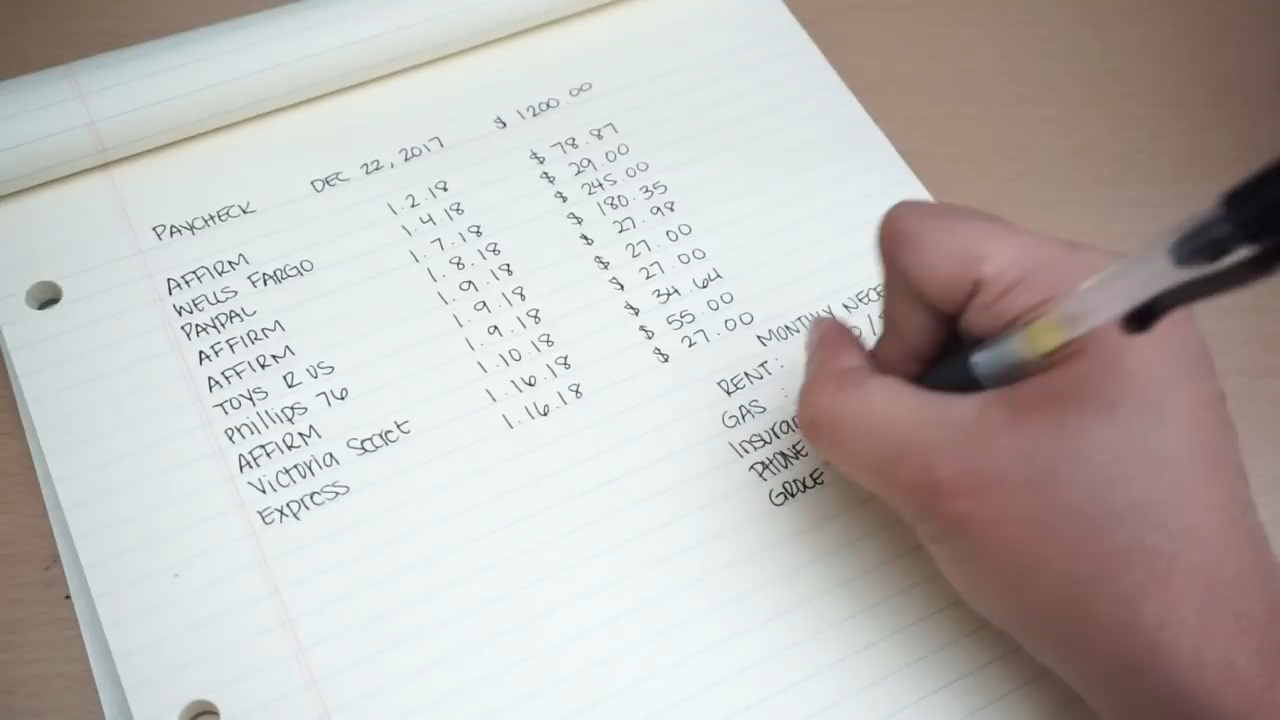 PAYCHECK DEC 22, 2017 $ 1200.00
AFFIRM 1.2.18 $ 78.87
WELLS FARGO 1.4.18 $ 29.00
PAYPAL 1.7.18 $ 245.00
AFFIRM 1.8.18 $ 180.35
AFFIRM 1.9.18 $ 27.98
TOYS R US 1.9.18 $ 27.00
Phillips 76 1.9.18 $ 27.00
AFFIRM 1.10.18 $ 34.64
Victoria Secret 1.16.18 $ 55.00
Express 1.16.18 $ 27.00
MONTHLY
RENT:
GAS :
PHONE